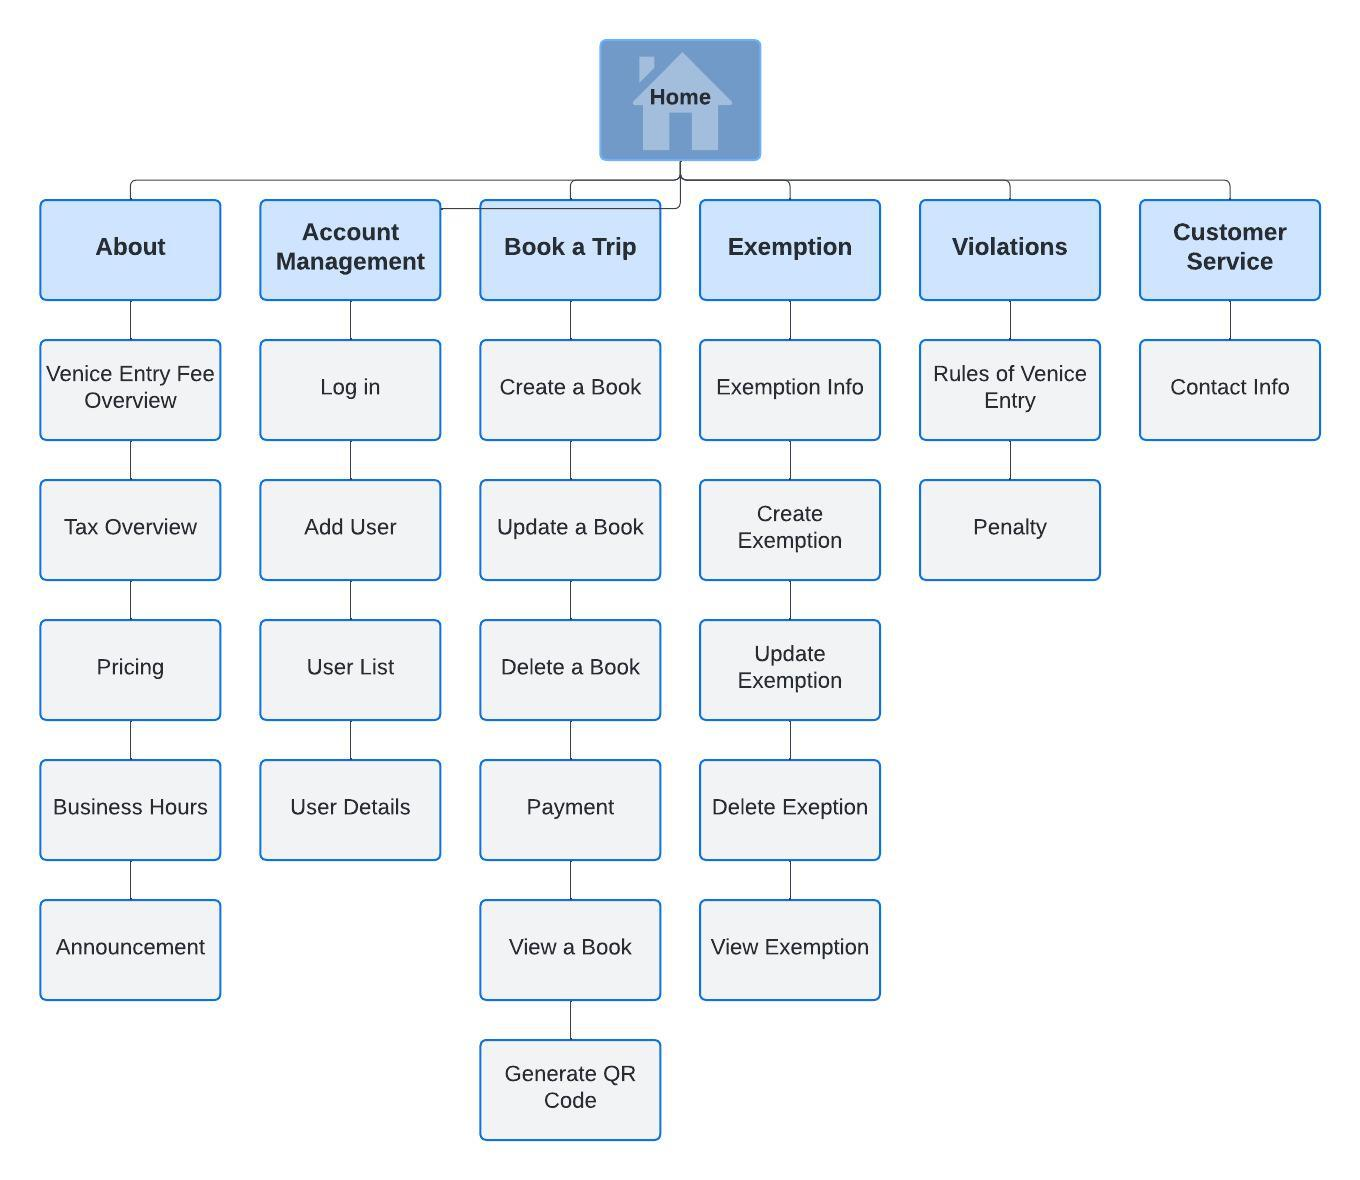 Home
About
Account
Management
Book a Trip
Exemption
Violations
Customer
Service
Venice Entry Fee
Overview
Log in
Create a Book
Exemption Info
Rules of Venice
Entry
Contact Info
Tax Overview
Add User
Update a Book
Create
Exemption
Penalty
Pricing
User List
Delete a Book
Update
Exemption
Business Hours
User Details
Payment
Delete Exeption
Announcement
View a Book
View Exemption
Generate QR
Code